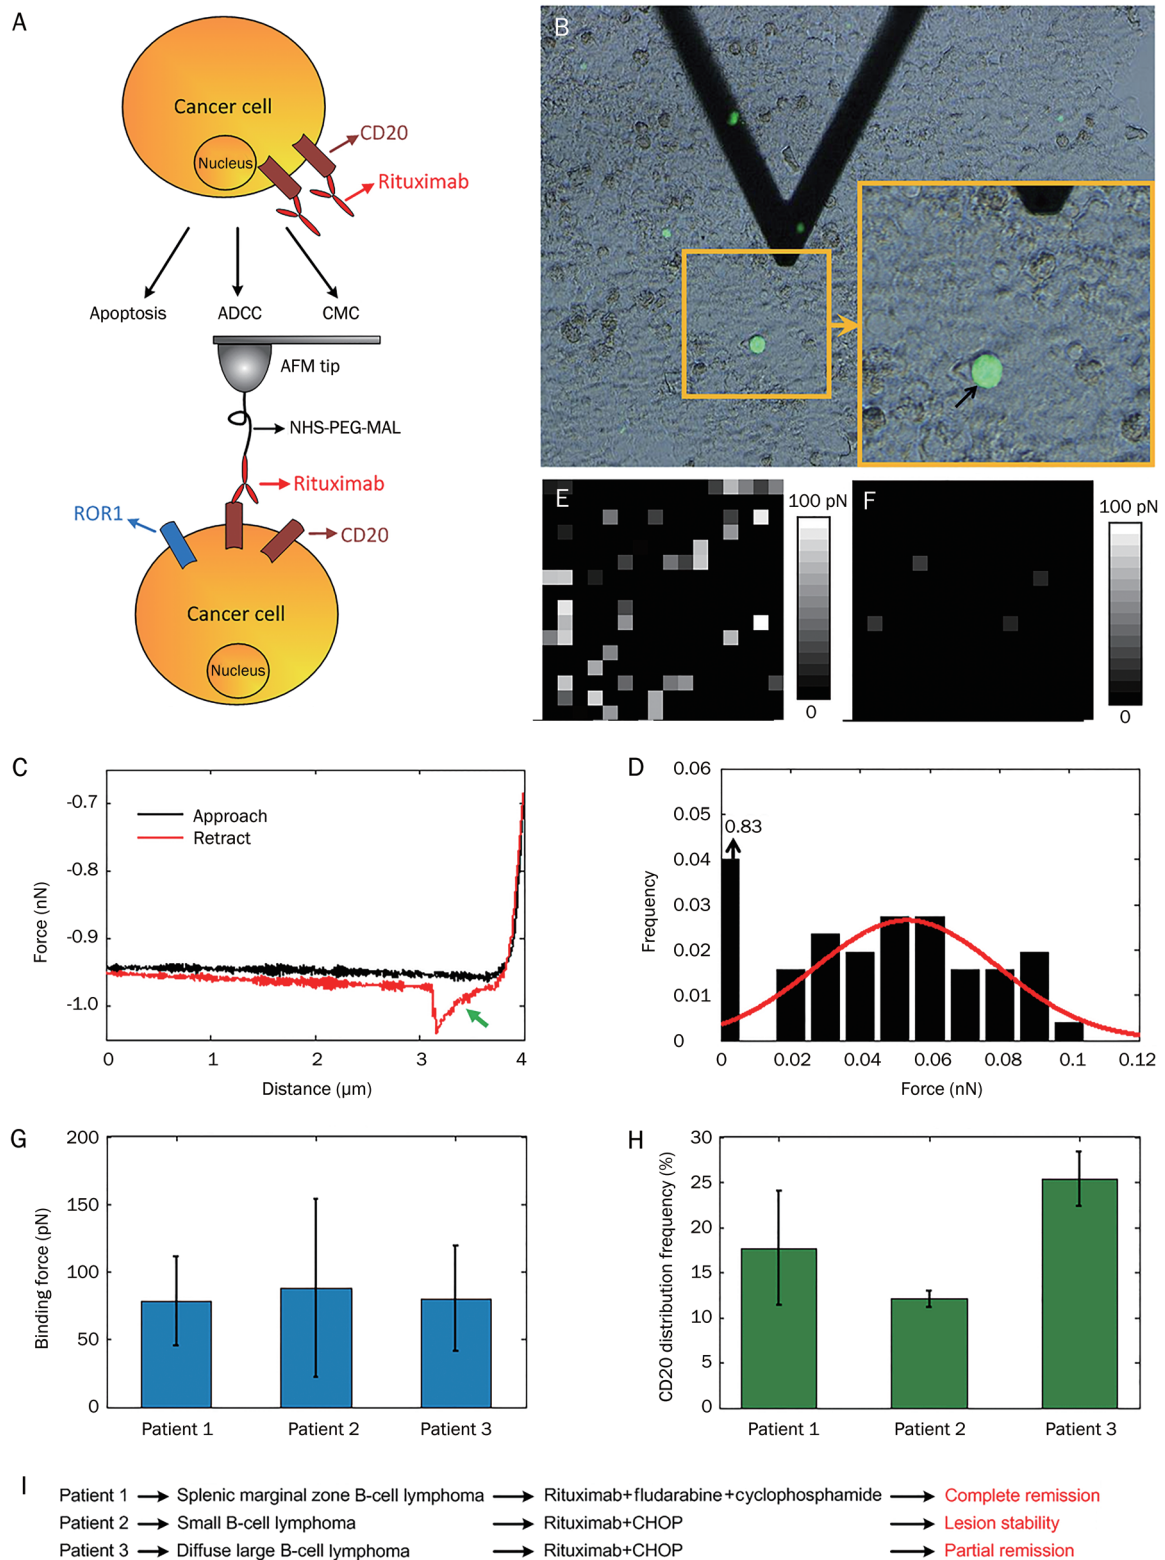 A
Cancer cell
Nucleus
CD20
Rituximab
Apoptosis
ADCC
CMC
AFM tip
NHS-PEG-MAL
Rituximab
ROR1
CD20
Cancer cell
Nucleus
B
E
100 pN
0
F
100 pN
0
C
Force (nN)
-0.7
-0.8
-0.9
-1.0
Approach
Retract
0 1 2 3 4
Distance (µm)
D
Frequency
0.06
0.05
0.04
0.03
0.02
0.01
0
0.83
0 0.02 0.04 0.06 0.08 0.1 0.12
Force (nN)
G
Binding force (pN)
200
150
100
50
0
Patient 1 Patient 2 Patient 3
H
CD20 distribution frequency (%)
30
25
20
15
10
5
0
Patient 1 Patient 2 Patient 3
I
Patient 1 Splenic marginal zone B-cell lymphoma Rituximab+fludarabine+cyclophosphamide Complete remission
Patient 2 Small B-cell lymphoma Rituximab+CHOP Lesion stability
Patient 3 Diffuse large B-cell lymphoma Rituximab+CHOP Partial remission